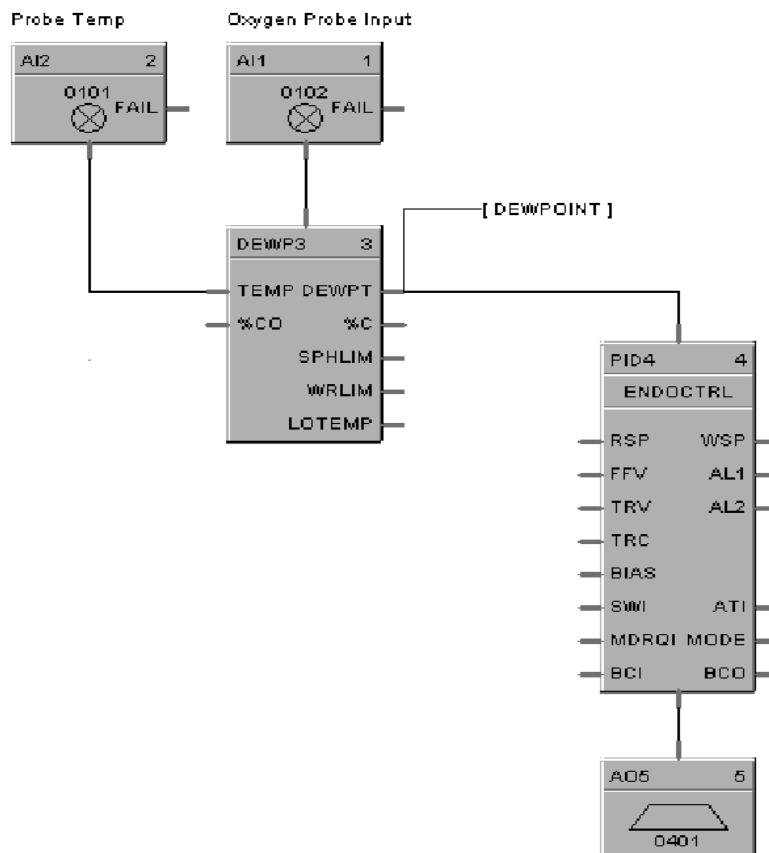 Probe Temp
Oxygen Probe Input
AI2 2
AI1 1
0101
FAIL
0102
FAIL
[ DEWPOINT ]
DEWP3 3
TEMP DEWPT
%CO %C
SPHLIM
WRLIM
LOTEMP
PID4 4
ENDOCTRL
RSP WSP
FFV AL1
TRV AL2
TRC
BIAS
SWI ATI
MDRQI MODE
BCI BCO
AO5 5
0401